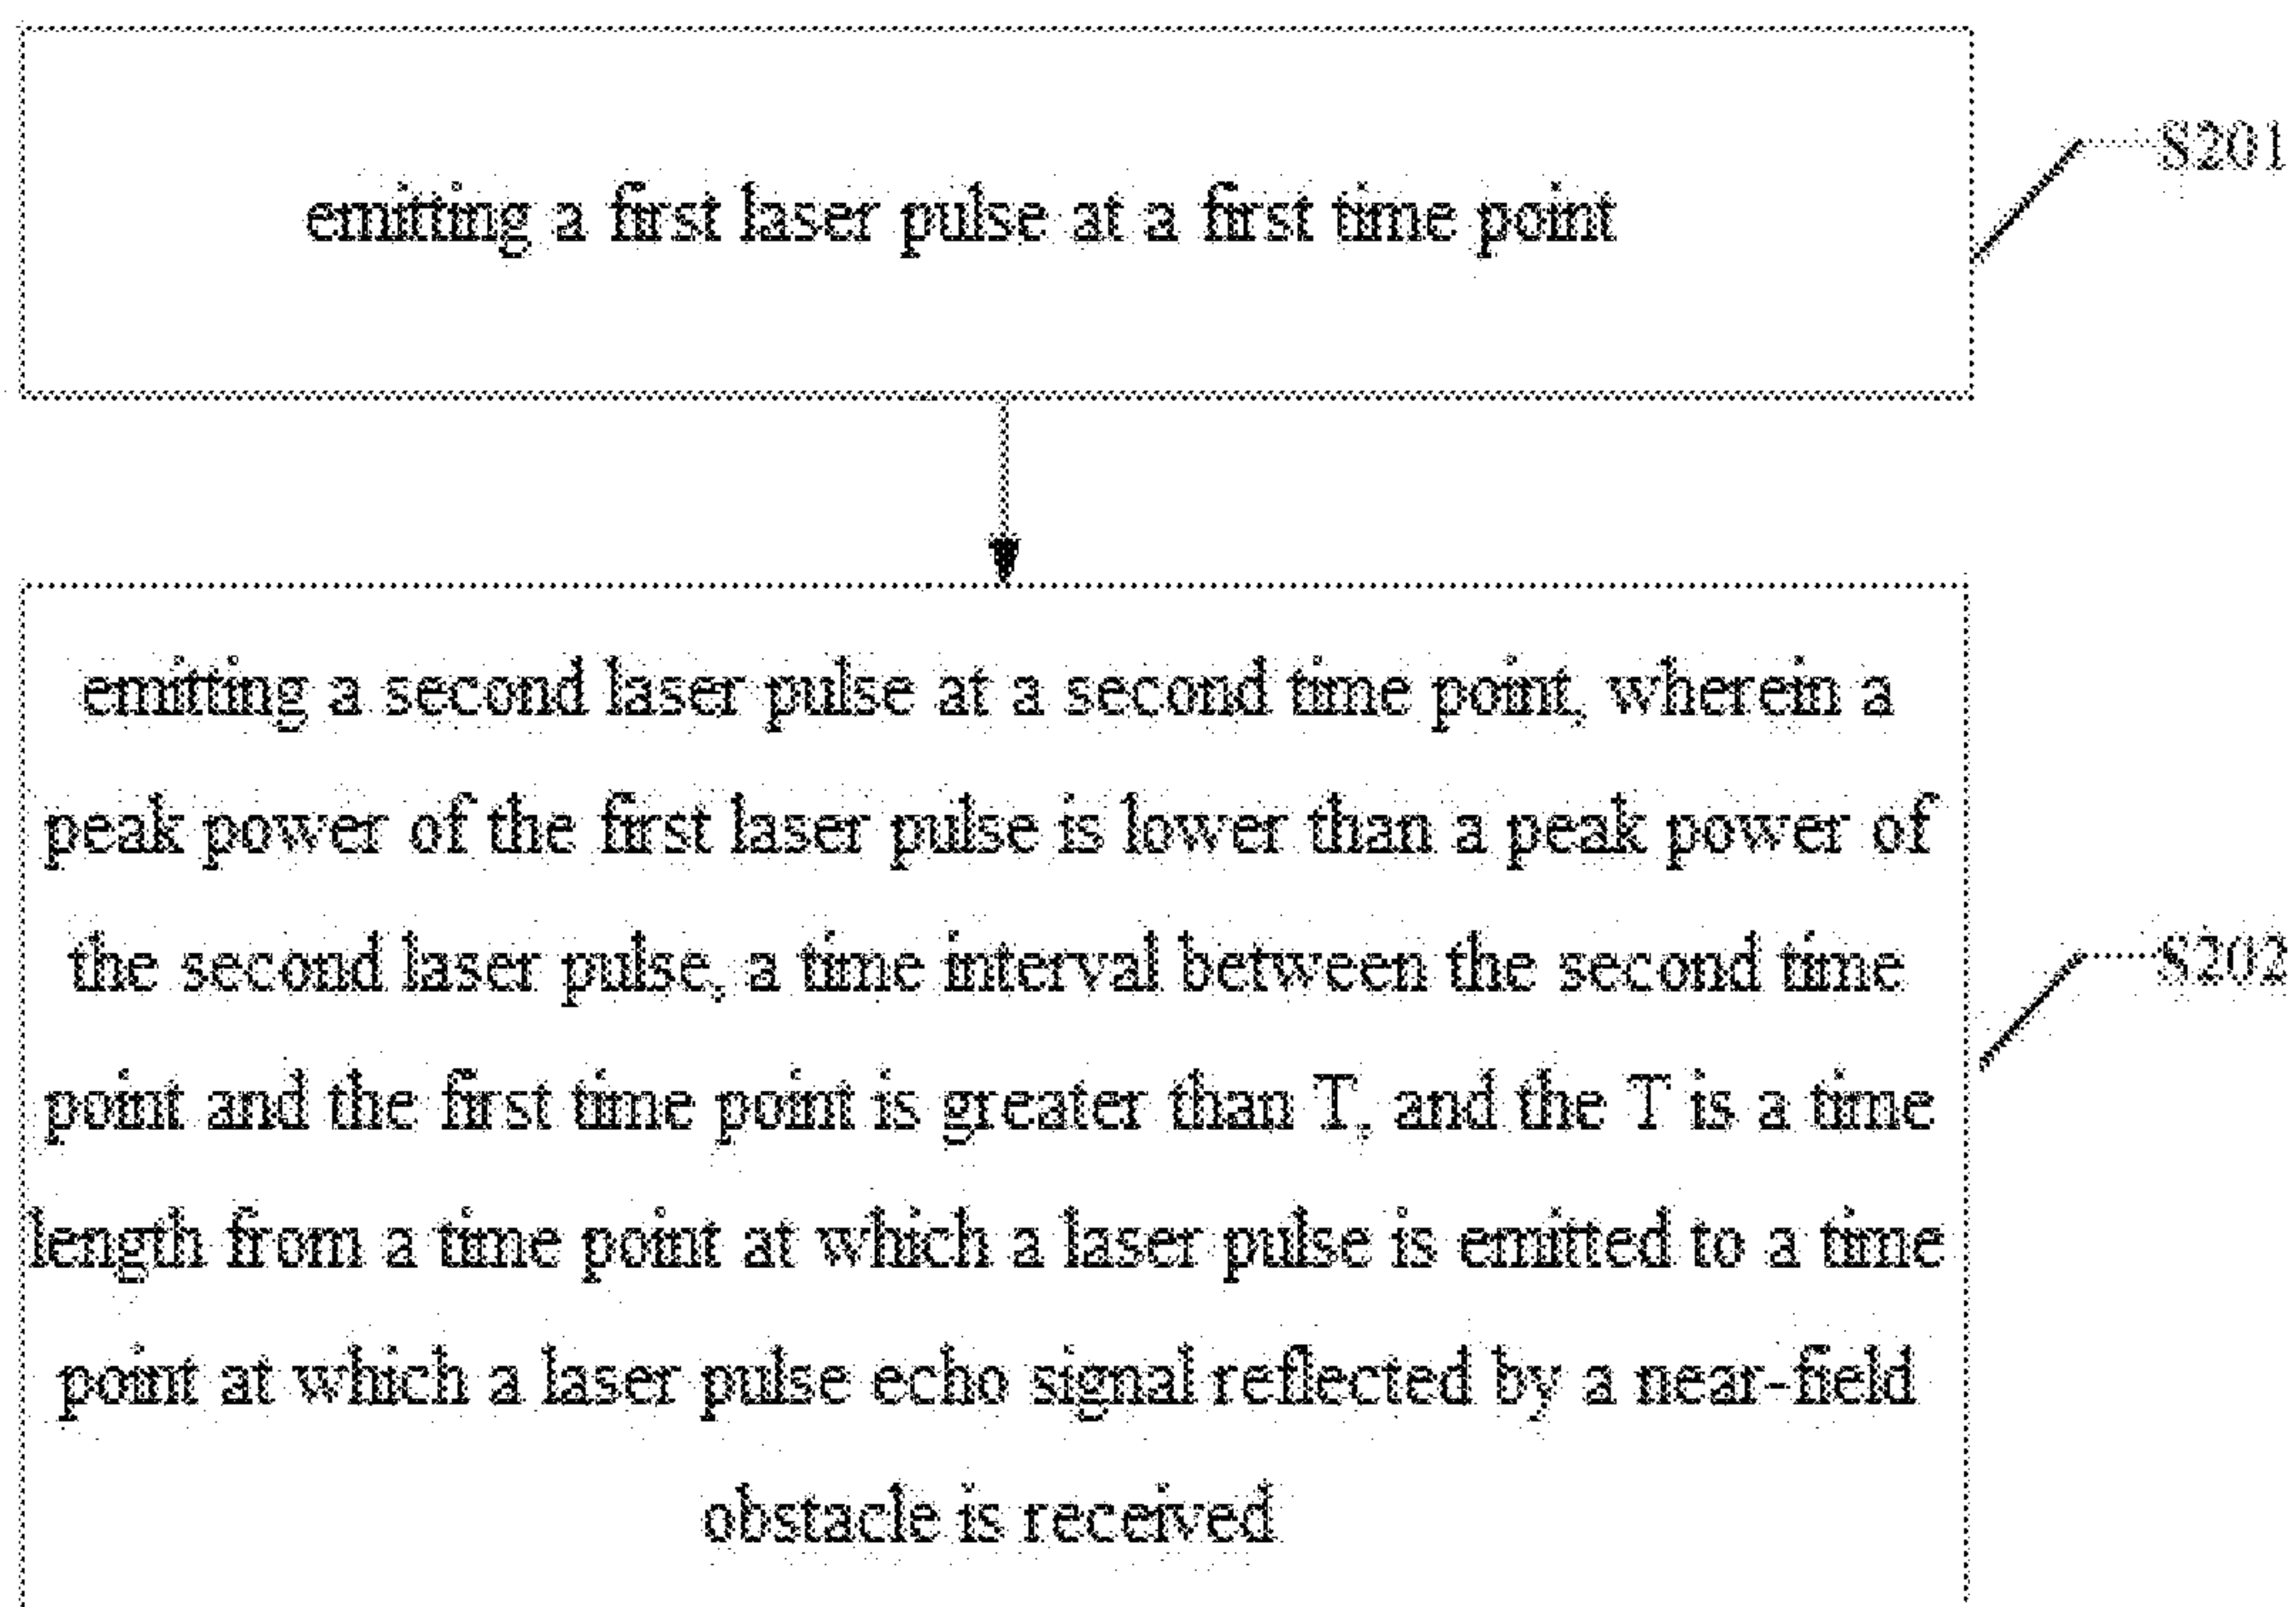 S201
emitting a first laser pulse at a first time point
emitting a second laser pulse at a second time point, wherein a
peak power of the first laser pulse is lower than a peak power of
the second laser pulse, a time interval between the second time
point and the first time point is greater than T, and the T is a time
length from a time point at which a laser pulse is emitted to a time
point at which a laser pulse echo signal reflected by a near-field
obstacle is received
S202